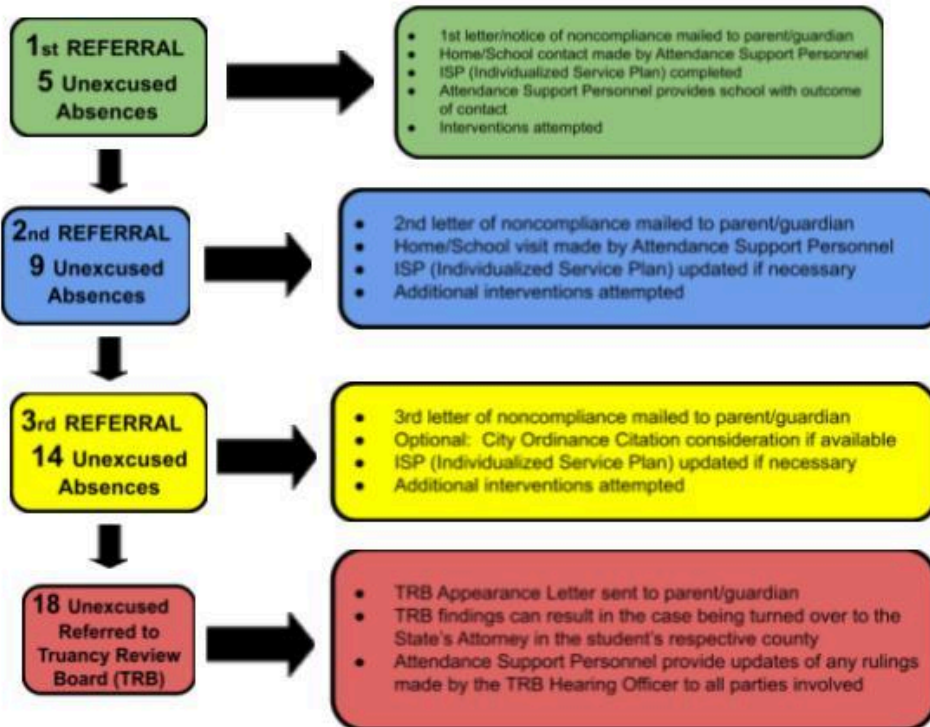 1st REFERRAL
5 Unexcused
Absences
• 1st letter/notice of noncompliance mailed to parent/guardian
• Home/School contact made by Attendance Support Personnel
• ISP (Individualized Service Plan) completed
• Attendance Support Personnel provides school with outcome
of contact
• Interventions attempted
2nd REFERRAL
9 Unexcused
Absences
• 2nd letter of noncompliance mailed to parent/guardian
• Home/School visit made by Attendance Support Personnel
• ISP (Individualized Service Plan) updated if necessary
• Additional interventions attempted
3rd REFERRAL
14 Unexcused
Absences
• 3rd letter of noncompliance mailed to parent/guardian
• Optional: City Ordinance Citation consideration if available
• ISP (Individualized Service Plan) updated if necessary
• Additional interventions attempted
18 Unexcused
Referred to
Truancy Review
Board (TRB)
• TRB Appearance Letter sent to parent/guardian
• TRB findings can result in the case being turned over to the
State's Attorney in the student's respective county
• Attendance Support Personnel provide updates of any rulings
made by the TRB Hearing Officer to all parties involved